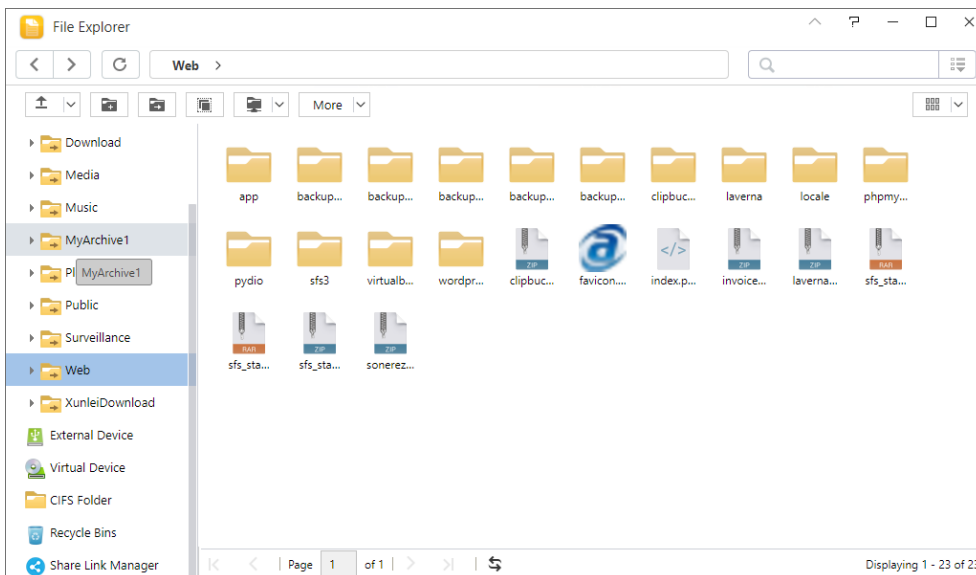 File Explorer
Web >
More
Download
Media
Music
MyArchive1
Pl
MyArchive1
Public
Surveillance
Web
XunleiDownload
External Device
Virtual Device
CIFS Folder
Recycle Bins
Share Link Manager
app backup... backup... backup... backup... backup... clipbuc... laverna locale phpmy...
ZIP </> ZIP ZIP RAR
pydio sfs3 virtualb... wordpr... clipbuc... favicon.... index.p... invoice... laverna... sfs_sta...
RAR ZIP ZIP
sfs_sta... sfs_sta... sonerez...
Page 1 of 1
Displaying 1 - 23 of 23